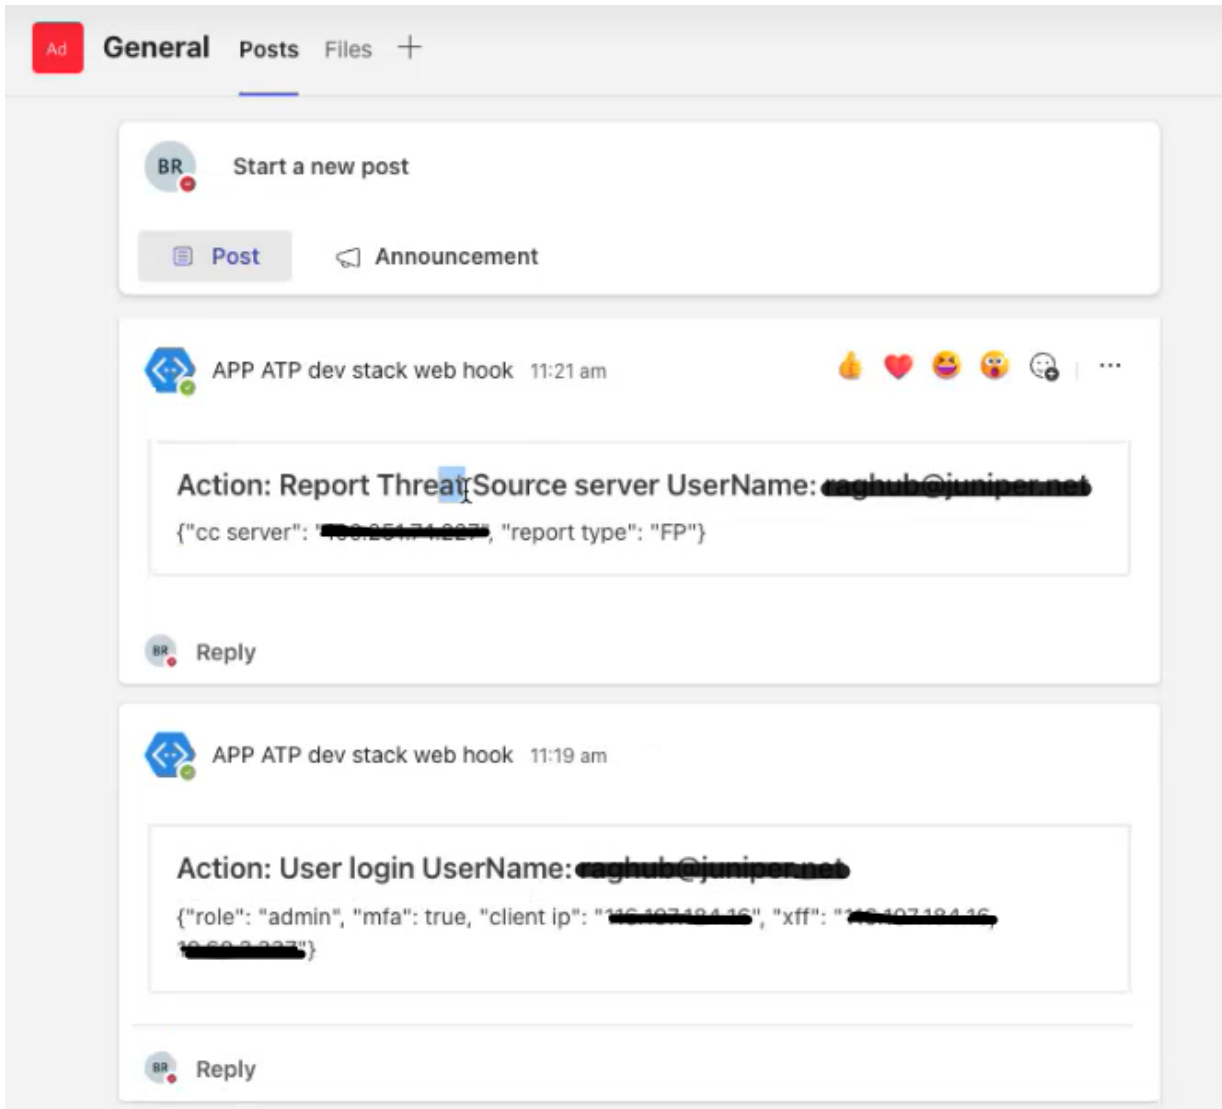 Ad General Posts Files
BR Start a new post
Post Announcement
APP ATP dev stack web hook 11:21 am
Action: Report Threat Source server UserName:
{"cc server": " ", "report type": "FP"}
BR Reply
APP ATP dev stack web hook 11:19 am
Action: User login UserName:
{"role": "admin", "mfa": true, "client ip": " ", "xff": "
"}
BR Reply